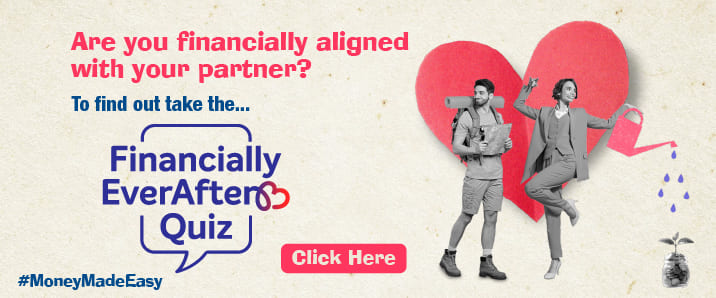 Are you financially aligned
with your partner?
To find out take the...
Financially
EverAfter
Quiz
Click Here
#MoneyMadeEasy